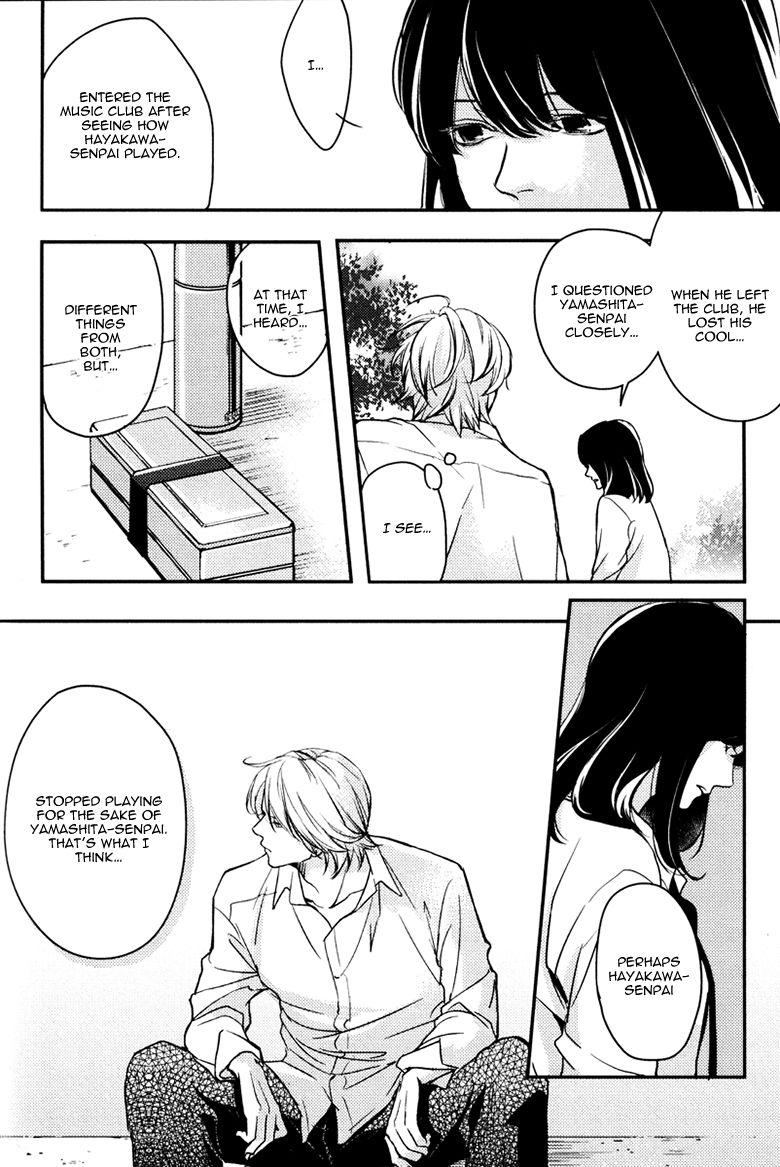 I...
ENTERED THE
MUSIC CLUB AFTER
SEEING HOW
HAYAKAWA-
SENPAI PLAYED.
WHEN HE LEFT
THE CLUB, HE
LOST HIS
COOL...
I QUESTIONED
YAMASHITA-
SENPAI
CLOSELY...
I SEE...
AT THAT
TIME, I
HEARD...
DIFFERENT
THINGS
FROM
BOTH,
BUT...
PERHAPS
HAYAKAWA-
SENPAI
STOPPED PLAYING
FOR THE SAKE OF
YAMASHITA-SENPAI.
THAT'S WHAT I
THINK...